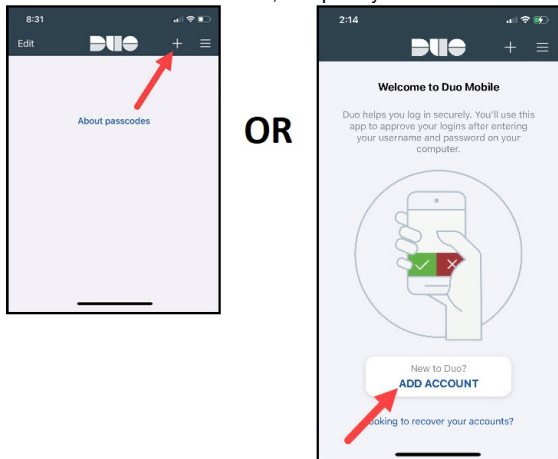 8:31
Edit
DUO
About passcodes
OR
2:14
DUO
Welcome to Duo Mobile
Duo helps you log in securely. You'll use this
app to approve your logins after entering
your username and password on your
computer.
New to Duo?
ADD ACCOUNT
ooking to recover your accounts?